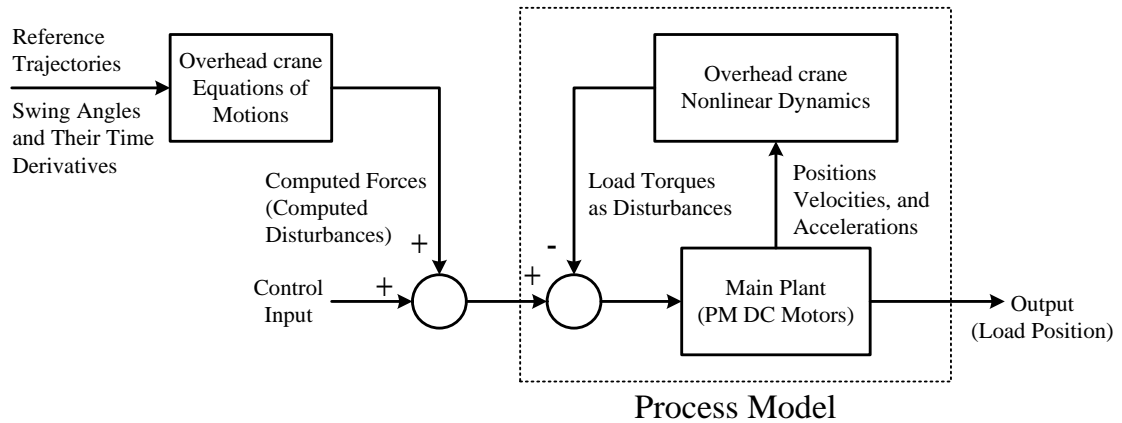 Reference
Trajectories
Swing Angles
and Their Time
Derivatives
Overhead crane
Equations of
Motions
Computed Forces
(Computed
Disturbances)
+
Control
Input
+
Overhead crane
Nonlinear Dynamics
Load Torques
as Disturbances
-
+
Positions
Velocities, and
Accelerations
Main Plant
(PM DC Motors)
Output
(Load Position)
Process Model